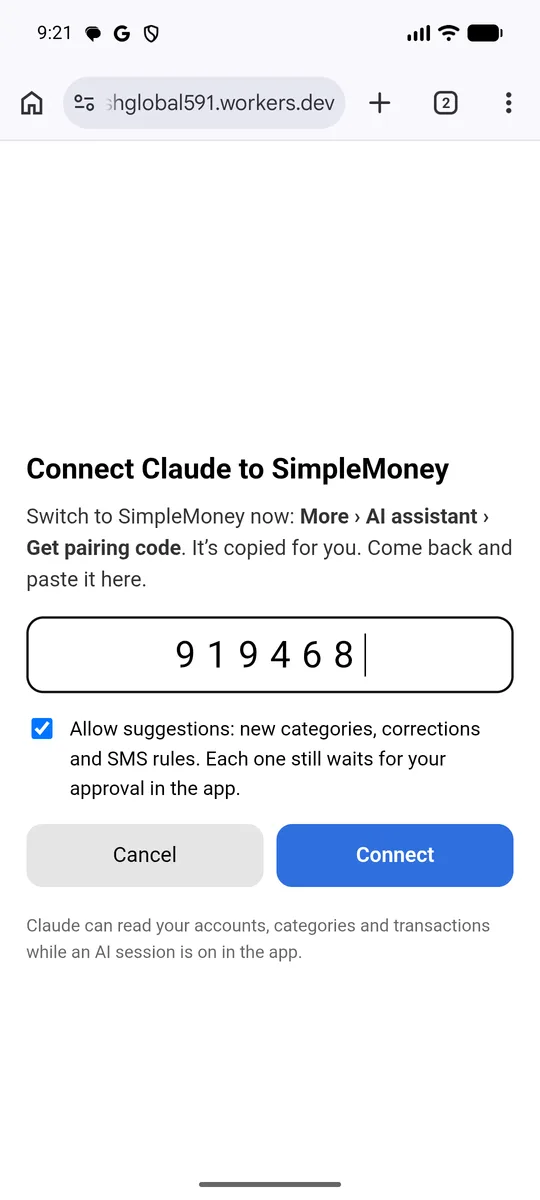 9:21
hglobal591.workers.dev
2
Connect Claude to SimpleMoney
Switch to SimpleMoney now: More › AI assistant ›
Get pairing code. It’s copied for you. Come back and
paste it here.
919468
Allow suggestions: new categories, corrections
and SMS rules. Each one still waits for your
approval in the app.
Cancel
Connect
Claude can read your accounts, categories and transactions
while an AI session is on in the app.